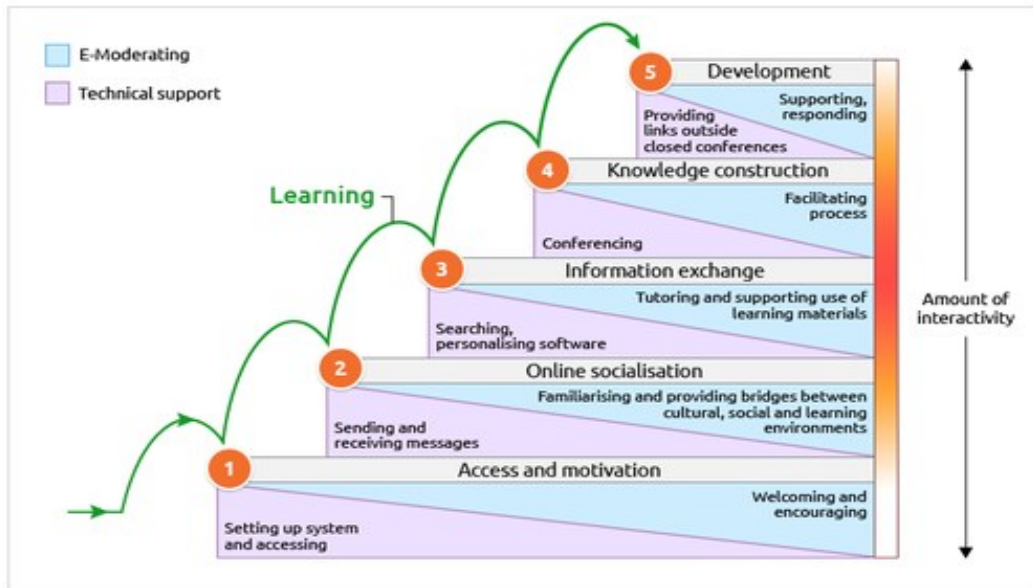 E-Moderating
Technical support
Learning
5
Development
Supporting,
responding
Providing
links outside
closed conferences
4
Knowledge construction
Facilitating
process
Conferencing
3
Information exchange
Tutoring and supporting use of
learning materials
Searching,
personalising software
2
Online socialisation
Familiarising and providing bridges between
cultural, social and learning
environments
Sending and
receiving messages
1
Access and motivation
Welcoming and
encouraging
Setting up system
and accessing
Amount of
interactivity